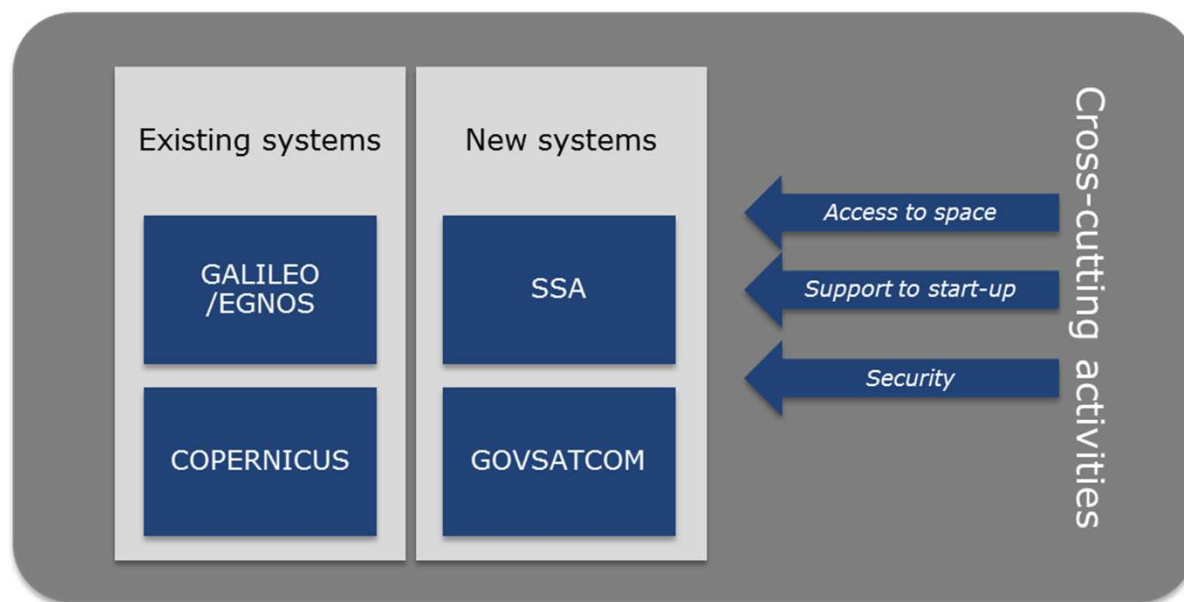 Existing systems
GALILEO
/EGNOS
COPERNICUS
New systems
SSA
GOVSATCOM
Access to space
Support to start-up
Security
Cross-cutting activities